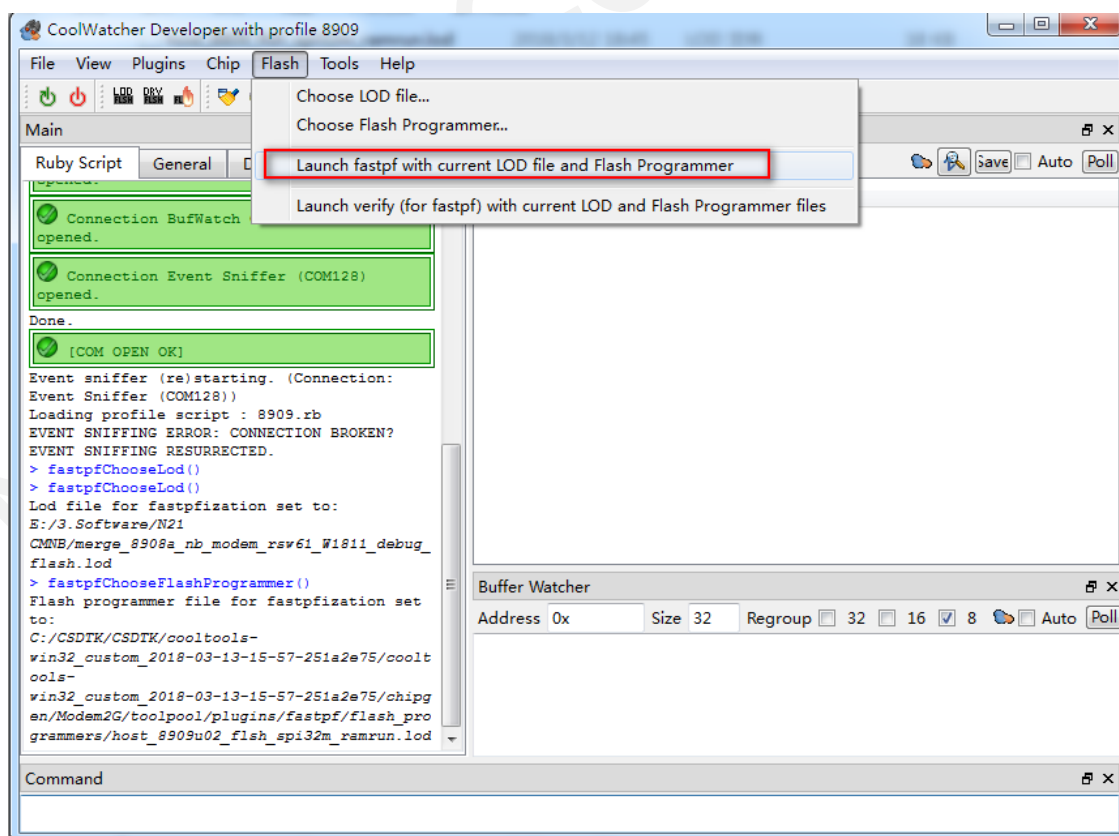 CoolWatcher Developer with profile 8909
File View Plugins Chip Flash Tools Help
LOD FLSH DRV FLSH
Choose LOD file...
Choose Flash Programmer...
Launch fastpf with current LOD file and Flash Programmer
Launch verify (for fastpf) with current LOD and Flash Programmer files
Main
Ruby Script General D
Save Auto Poll
opened.
Connection BufWatch
opened.
Connection Event Sniffer (COM128)
opened.
Done.
[COM OPEN OK]
Event sniffer (re)starting. (Connection:
Event Sniffer (COM128))
Loading profile script : 8909.rb
EVENT SNIFFING ERROR: CONNECTION BROKEN?
EVENT SNIFFING RESURRECTED.
> fastpfChooseLod()
> fastpfChooseLod()
Lod file for fastpfization set to:
E:/3.Software/N21
CMNB/merge_8908a_nb_modem_rsv61_W1811_debug_
flash.lod
> fastpfChooseFlashProgrammer()
Flash programmer file for fastpfization set
to:
C:/CSDTK/CSDTK/cooltools-
win32_custom_2018-03-13-15-57-251a2e75/coolt
ools-
win32_custom_2018-03-13-15-57-251a2e75/chipg
en/Modem2G/toolpool/plugins/fastpf/flash_pro
grammers/host_8909u02_flsh_spi32m_ramrun.lod
Buffer Watcher
Address 0x Size 32 Regroup 32 16 8 Auto Poll
Command